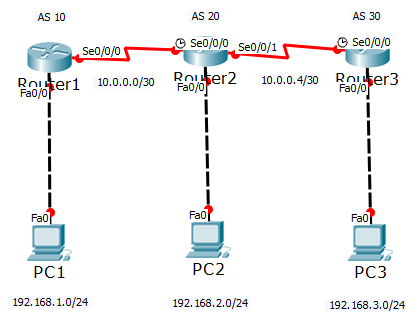 AS 10
AS 20
AS 30
Se0/0/0
Se0/0/0
Se0/0/1
Se0/0/0
Router1
Router2
Router3
10.0.0.0/30
10.0.0.4/30
Fa0/0
Fa0/0
Fa0/0
Fa0
Fa0
Fa0
PC1
PC2
PC3
192.168.1.0/24
192.168.2.0/24
192.168.3.0/24